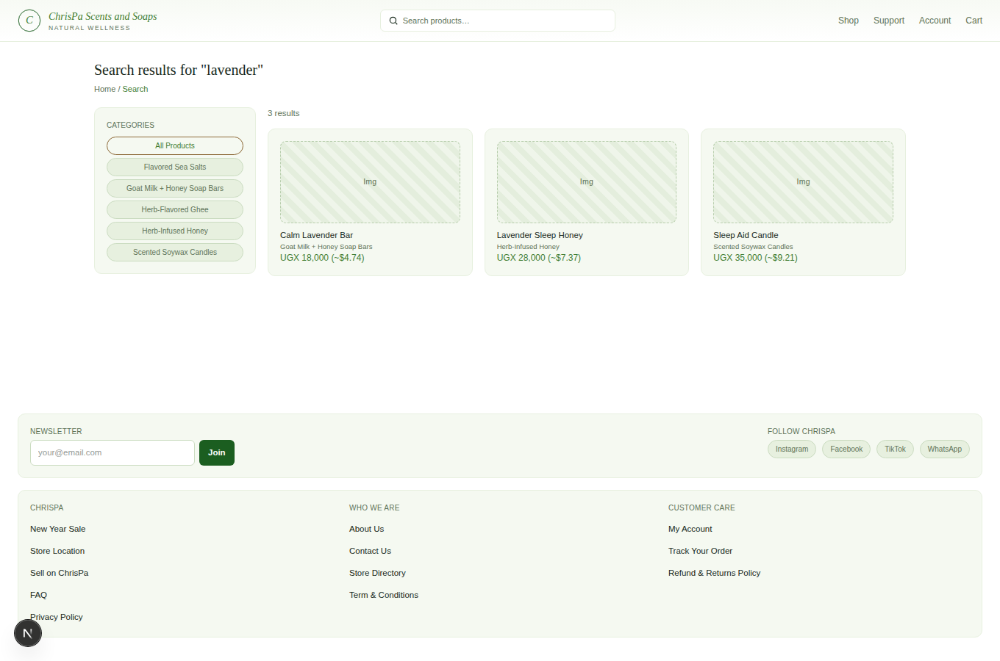 C
ChrisPa Scents and Soaps
NATURAL WELLNESS
Search products…
Shop
Support
Account
Cart
Search results for "lavender"
Home / Search
CATEGORIES
All Products
Flavored Sea Salts
Goat Milk + Honey Soap Bars
Herb-Flavored Ghee
Herb-Infused Honey
Scented Soywax Candles
3 results
Img
Calm Lavender Bar
Goat Milk + Honey Soap Bars
UGX 18,000 (~$4.74)
Img
Lavender Sleep Honey
Herb-Infused Honey
UGX 28,000 (~$7.37)
Img
Sleep Aid Candle
Scented Soywax Candles
UGX 35,000 (~$9.21)
NEWSLETTER
your@email.com
Join
FOLLOW CHRISPA
Instagram
Facebook
TikTok
WhatsApp
CHRISPA
New Year Sale
Store Location
Sell on ChrisPa
FAQ
Privacy Policy
WHO WE ARE
About Us
Contact Us
Store Directory
Term & Conditions
CUSTOMER CARE
My Account
Track Your Order
Refund & Returns Policy
N